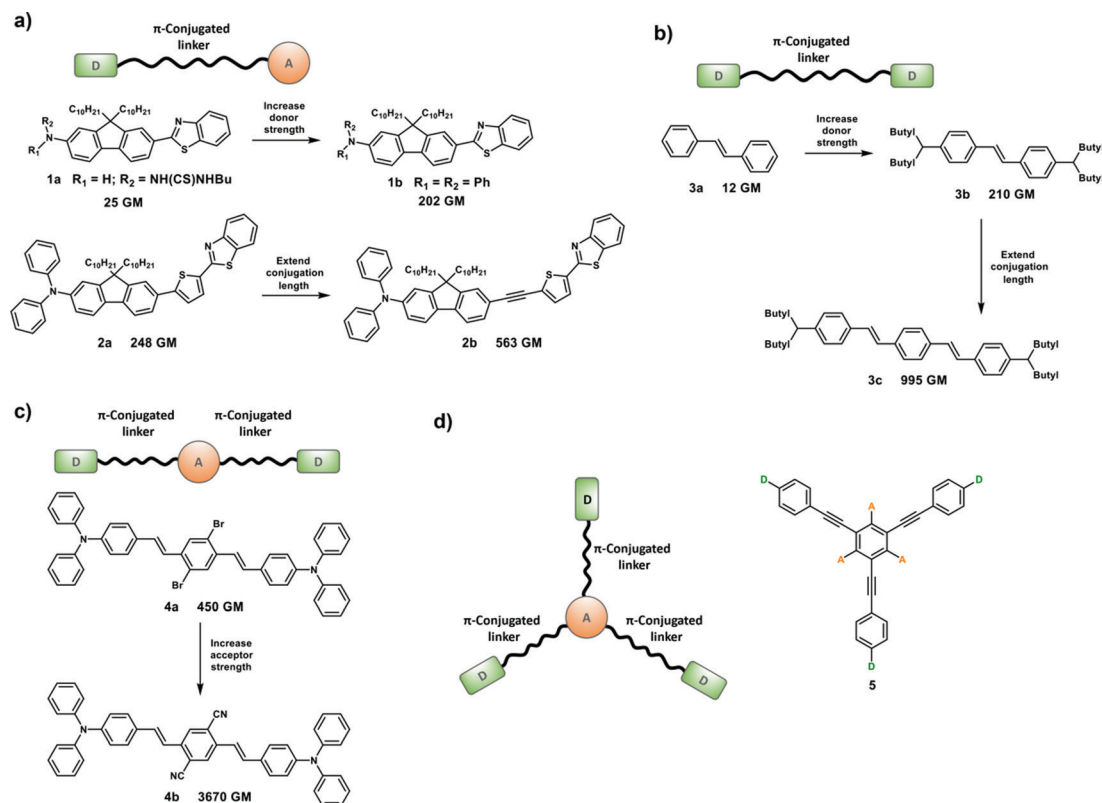 a)
π-Conjugated
linker
D
A
C₁₀H₂₁ C₁₀H₂₁
R₂
N
R₁
N
S
1a R₁ = H; R₂ = NH(CS)NHBu
25 GM
Increase
donor
strength
C₁₀H₂₁ C₁₀H₂₁
R₂
N
R₁
N
S
1b R₁ = R₂ = Ph
202 GM
C₁₀H₂₁ C₁₀H₂₁
N
S
N
S
2a 248 GM
Extend
conjugation
length
C₁₀H₂₁ C₁₀H₂₁
N
S
N
S
2b 563 GM
b)
π-Conjugated
linker
D
D
3a 12 GM
Increase
donor
strength
Butyl
Butyl
Butyl
Butyl
3b 210 GM
Extend
conjugation
length
Butyl
Butyl
Butyl
Butyl
3c 995 GM
c)
π-Conjugated
linker
π-Conjugated
linker
D
A
D
Br
N
Br
N
4a 450 GM
Increase
acceptor
strength
CN
N
NC
N
4b 3670 GM
d)
D
π-Conjugated
linker
A
π-Conjugated
linker
π-Conjugated
linker
D
D
D
D
A
A
A
D
5